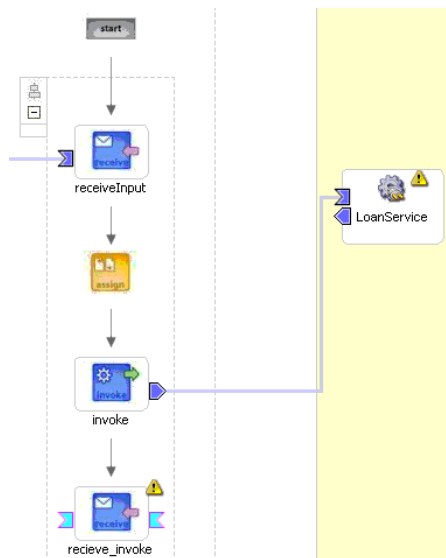 start
receive
receiveInput
LoanService
assign
invoke
invoke
receive
recieve_invoke